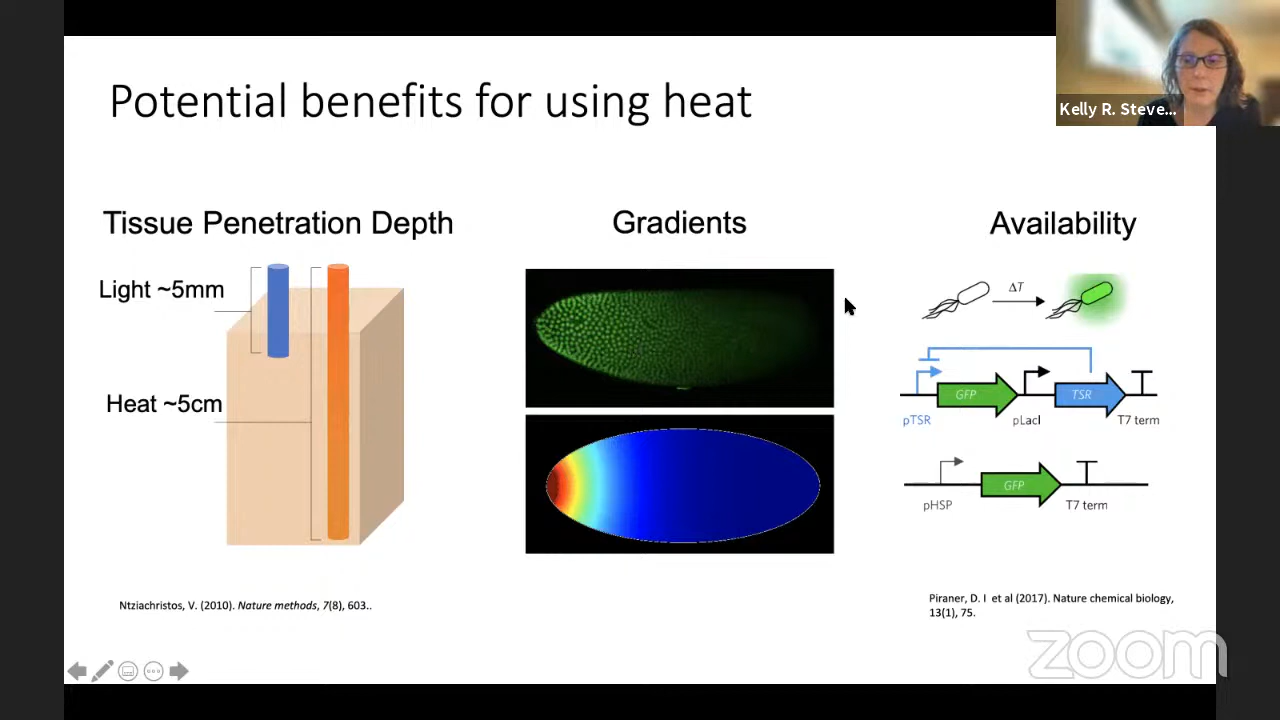 Potential benefits for using heat
Kelly R. Steve...
Tissue Penetration Depth
Light ~5mm
Heat ~5cm
Ntziachristos, V. (2010). Nature methods, 7(8), 603..
Gradients
Availability
ΔT
GFP
TSR
pTSR
pLacI
T7 term
GFP
pHSP
T7 term
Piraner, D. I et al (2017). Nature chemical biology,
13(1), 75.
zoom